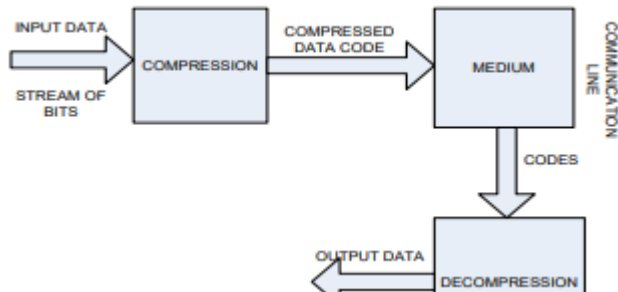 INPUT DATA
STREAM OF
BITS
COMPRESSION
COMPRESSED
DATA CODE
MEDIUM
COMMUNICATION
LINE
CODES
OUTPUT DATA
DECOMPRESSION